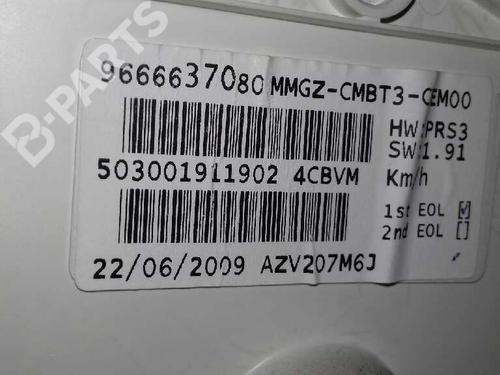 B-PARTS
9666637080 MMGZ-CMBT3-CEM00
HW:PRS3
SW:1.91
503001911902 4CBVM
Km/h
1st EOL [✓]
2nd EOL []
22/06/2009 AZV207M6J